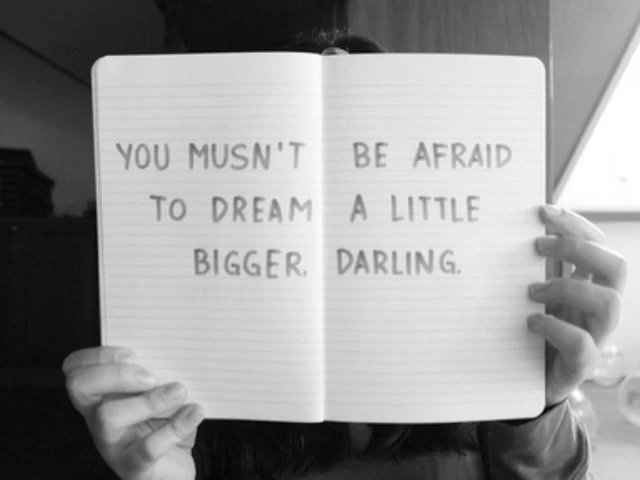 YOU MUSN'T BE AFRAID
TO DREAM A LITTLE
BIGGER, DARLING.